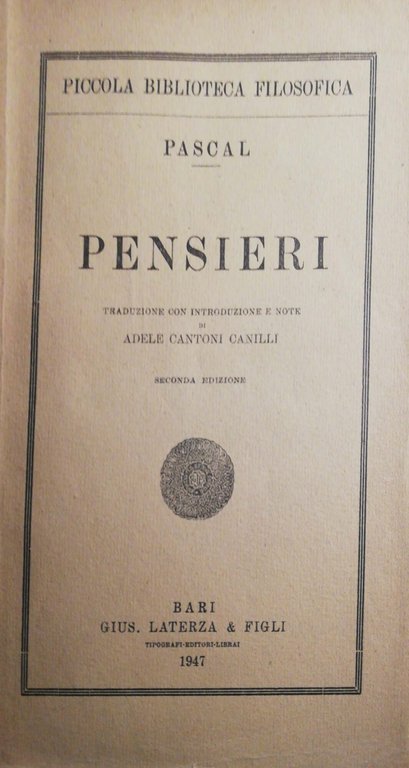 PICCOLA BIBLIOTECA FILOSOFICA
PASCAL
PENSIERI
TRADUZIONE CON INTRODUZIONE E NOTE
DI
ADELE CANTONI CANILLI
SECONDA EDIZIONE
BARI
GIUS. LATERZA & FIGLI
TIPOGRAFI-EDITORI-LIBRAI
1947